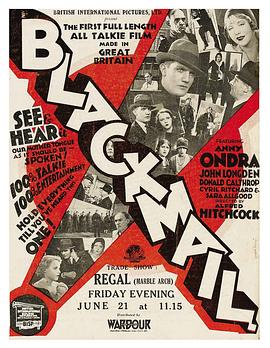 BRITISH INTERNATIONAL PICTURES, LTD.
present
THE FIRST FULL LENGTH
ALL TALKIE FILM
MADE IN
GREAT BRITAIN
BLACKMAIL
SEE &
HEAR IT
OUR MOTHER TONGUE
AS IT SHOULD BE
SPOKEN!
100% TALKIE
100% ENTERTAINMENT
HOLD EVERYTHING
TILL YOU'VE HEARD THIS
ONE!
FEATURING
ANNY
ONDRA
JOHN LONGDEN
DONALD CALTHROP
CYRIL RITCHARD &
SARA ALLGOOD
DIRECTED BY
ALFRED
HITCHCOCK
TRADE SHOW:
REGAL (MARBLE ARCH)
FRIDAY EVENING
JUNE 21 at 11.15
Distributed by
WARDOUR